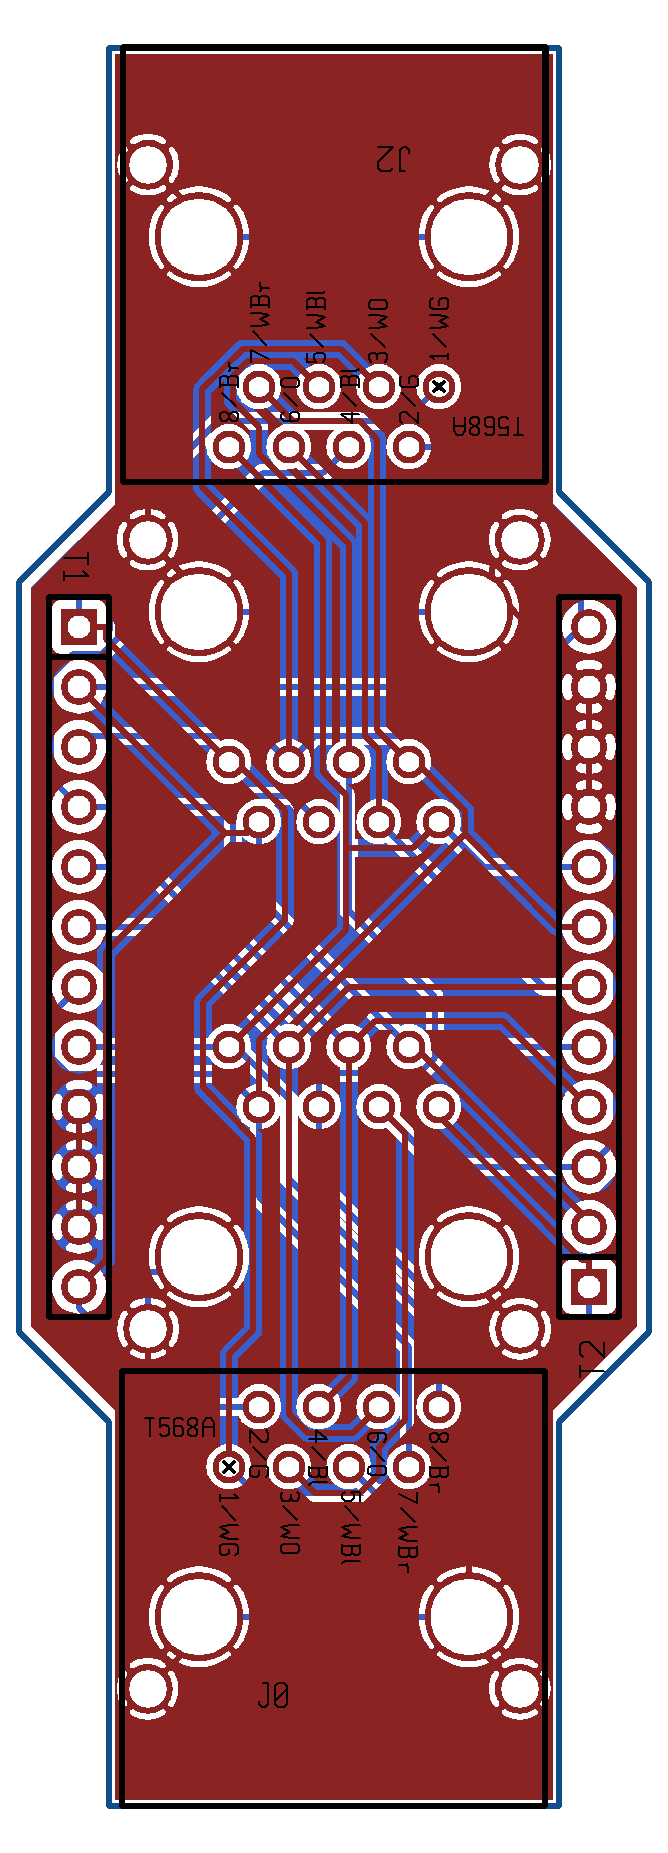 J2
7/WBr
5/WBl
3/WO
1/WG
8/Br
6/O
4/Bl
2/G
T568A
T1
T2
T568A
2/G
4/Bl
6/O
8/Br
1/WG
3/WO
5/WBl
7/WBr
J0